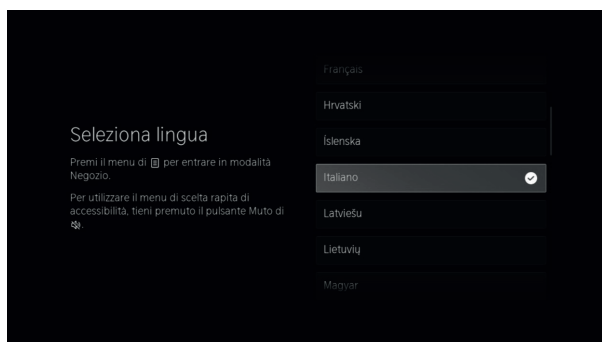 Seleziona lingua
Premi il menu di per entrare in modalità
Negozio.
Per utilizzare il menu di scelta rapida di
accessibilità, tieni premuto il pulsante Muto di
.
Français
Hrvatski
Íslenska
Italiano
Latviešu
Lietuvių
Magyar